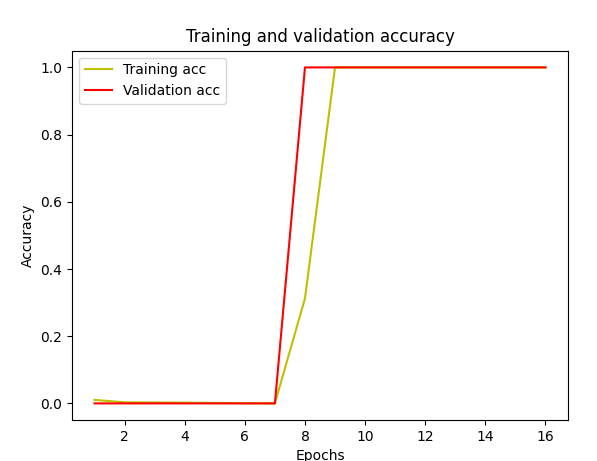 Training and validation accuracy
Training acc
Validation acc
1.0
0.8
0.6
0.4
0.2
0.0
Accuracy
2 4 6 8 10 12 14 16
Epochs